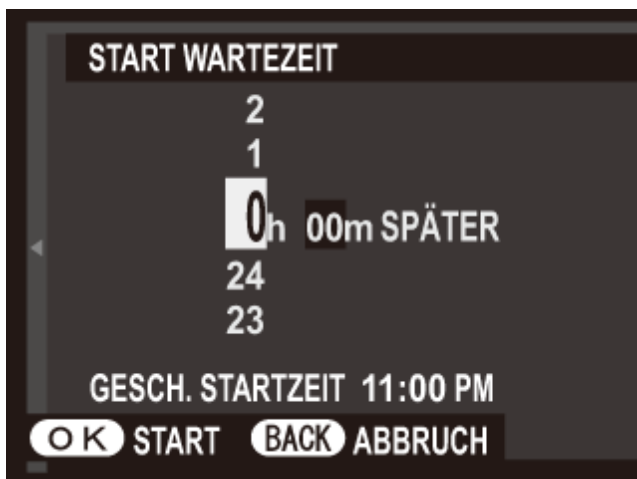 START WARTEZEIT
2
1
0h 00m SPÄTER
24
23
GESCH. STARTZEIT 11:00 PM
OK START BACK ABBRUCH